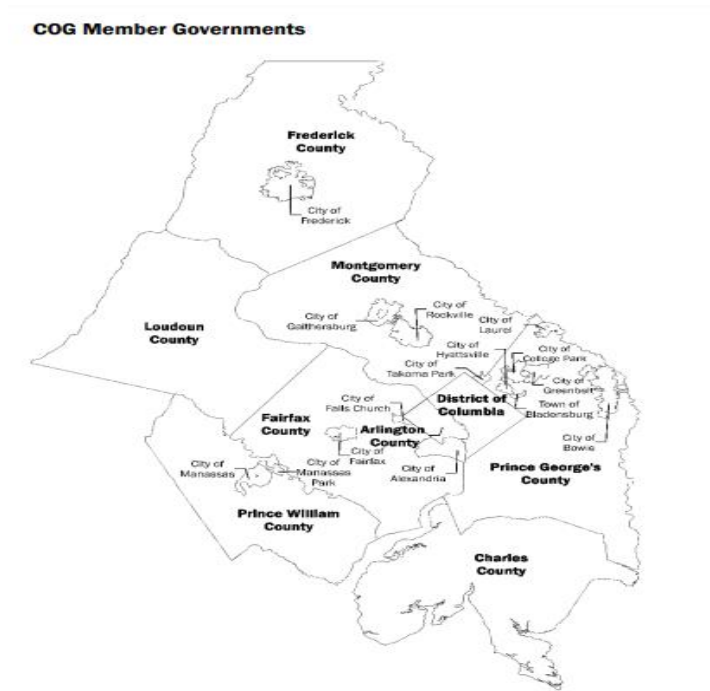 COG Member Governments
Frederick
County
City of
Frederick
Montgomery
County
City of
Rockville
City of
Gaithersburg
City of
Laurel
Loudoun
County
City of
Hyattsville
City of
College Park
City of
Takoma Park
City of
Greenbelt
District of
Columbia
Town of
Bladensburg
City of
Falls Church
Fairfax
County
Arlington
County
City of
Bowie
City of
Fairfax
City of
Manassas
City of
Manassas
Park
City of
Alexandria
Prince George's
County
Prince William
County
Charles
County